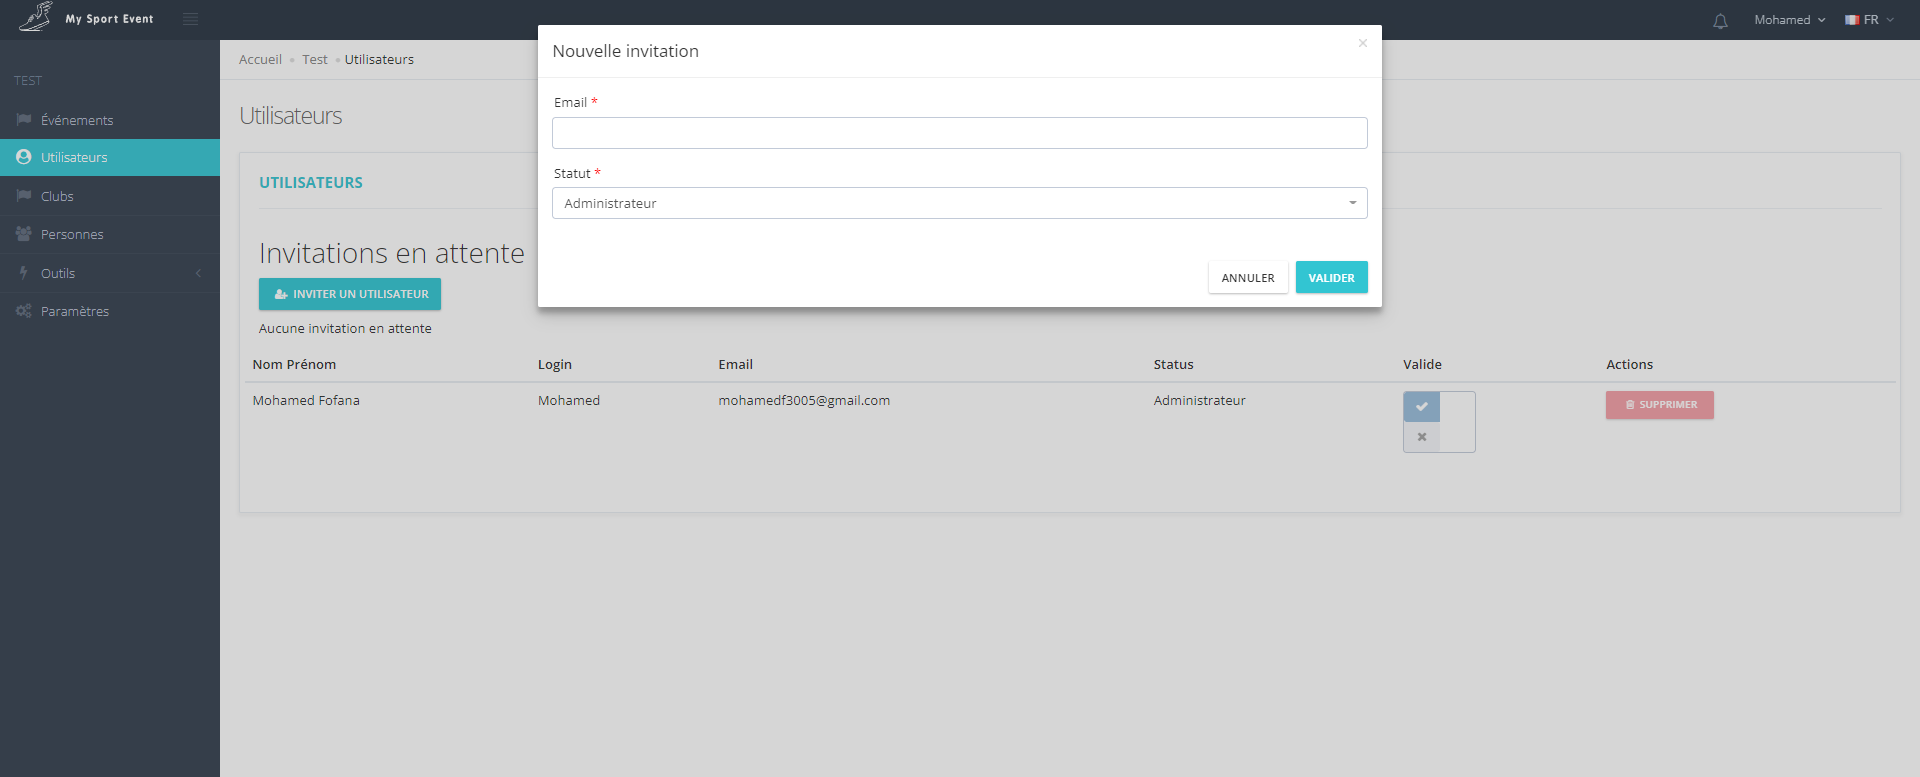 My Sport Event
Mohamed
FR
TEST
Événements
Utilisateurs
Clubs
Personnes
Outils
Paramètres
Accueil Test Utilisateurs
Utilisateurs
UTILISATEURS
Invitations en attente
INVITER UN UTILISATEUR
Aucune invitation en attente
Nom Prénom Login Email Status Valide Actions
Mohamed Fofana Mohamed mohamedf3005@gmail.com Administrateur SUPPRIMER
Nouvelle invitation ×
Email *
Statut *
Administrateur
ANNULER VALIDER